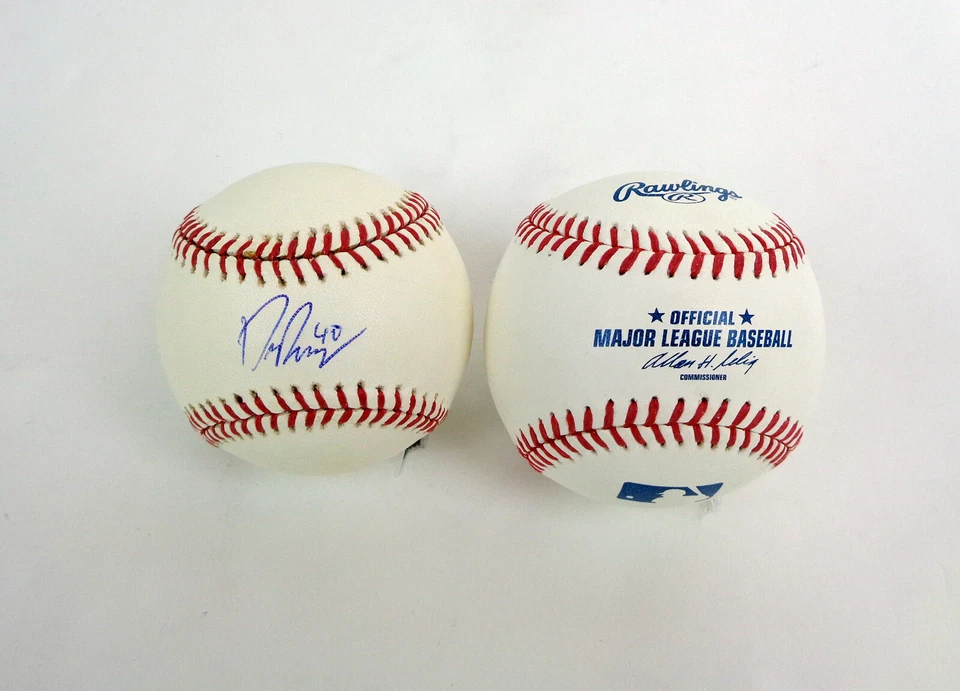 40
Rawlings
R
★ OFFICIAL ★
MAJOR LEAGUE BASEBALL
Allan H. Selig
COMMISSIONER